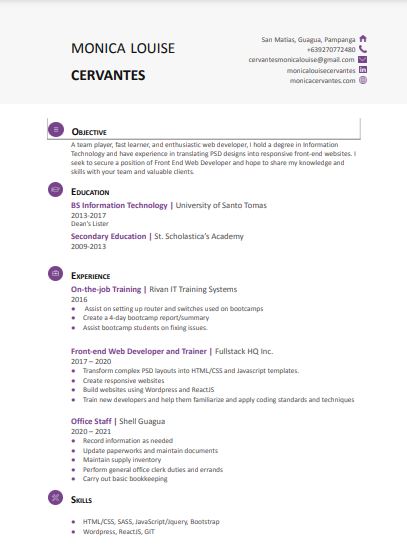 MONICA LOUISE
CERVANTES
San Matias, Guagua, Pampanga
+639270772480
cervantesmonicalouise@gmail.com
monicalouisecervantes
monicacervantes.com
OBJECTIVE
A team player, fast learner, and enthusiastic web developer, I hold a degree in Information
Technology and have experience in translating PSD designs into responsive front-end websites. I
seek to secure a position of Front End Web Developer and hope to share my knowledge and
skills with your team and valuable clients.
EDUCATION
BS Information Technology | University of Santo Tomas
2013-2017
Dean's Lister
Secondary Education | St. Scholastica's Academy
2009-2013
EXPERIENCE
On-the-job Training | Rivan IT Training Systems
2016
• Assist on setting up router and switches used on bootcamps
• Create a 4-day bootcamp report/summary
• Assist bootcamp students on fixing issues.
Front-end Web Developer and Trainer | Fullstack HQ Inc.
2017 – 2020
• Transform complex PSD layouts into HTML/CSS and Javascript templates.
• Create responsive websites
• Build websites using Wordpress and ReactJS
• Train new developers and help them familiarize and apply coding standards and techniques
Office Staff | Shell Guagua
2020 – 2021
• Record information as needed
• Update paperworks and maintain documents
• Maintain supply inventory
• Perform general office clerk duties and errands
• Carry out basic bookkeeping
SKILLS
• HTML/CSS, SASS, JavaScript/Jquery, Bootstrap
• Wordpress, ReactJS, GIT